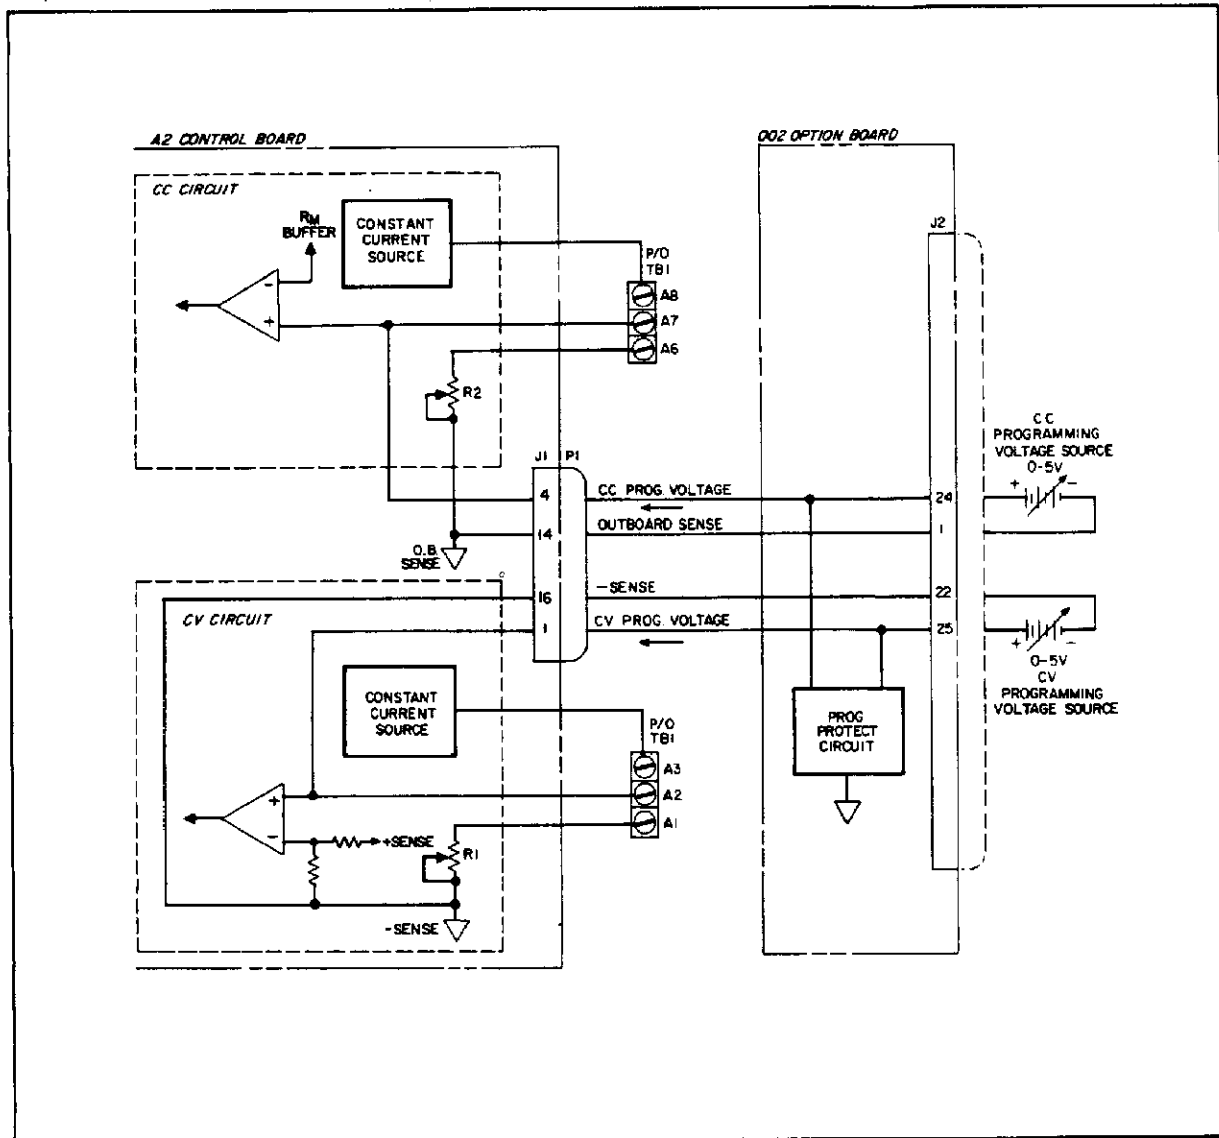 A2 CONTROL BOARD
CC CIRCUIT
RM
BUFFER
CONSTANT
CURRENT
SOURCE
-
+
P/O
TB1
A8
A7
A6
R2
J1 P1
4
14
16
1
O.B.
SENSE
CC PROG. VOLTAGE
OUTBOARD SENSE
-SENSE
CV PROG. VOLTAGE
CV CIRCUIT
CONSTANT
CURRENT
SOURCE
P/O
TB1
A3
A2
A1
+
-
+SENSE
R1
-SENSE
002 OPTION BOARD
J2
24
1
22
25
PROG
PROTECT
CIRCUIT
CC
PROGRAMMING
VOLTAGE SOURCE
0-5V
+ -
+ -
0-5V
CV
PROGRAMMING
VOLTAGE SOURCE